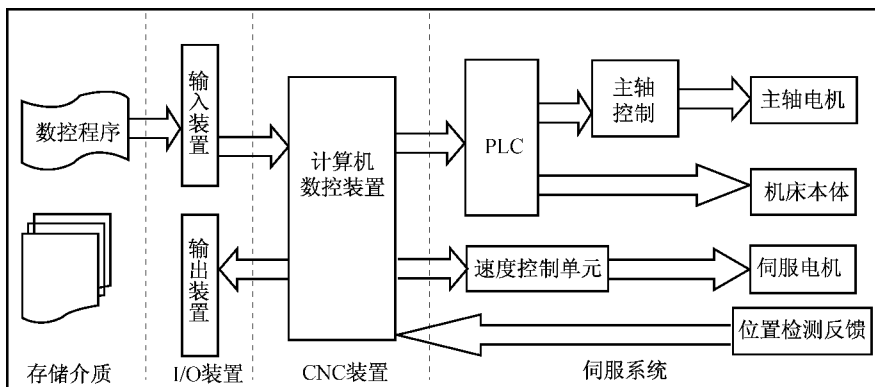 数控程序
输入装置
输出装置
计算机
数控装置
PLC
主轴
控制
主轴电机
机床本体
速度控制单元
伺服电机
位置检测反馈
存储介质
I/O装置
CNC装置
伺服系统